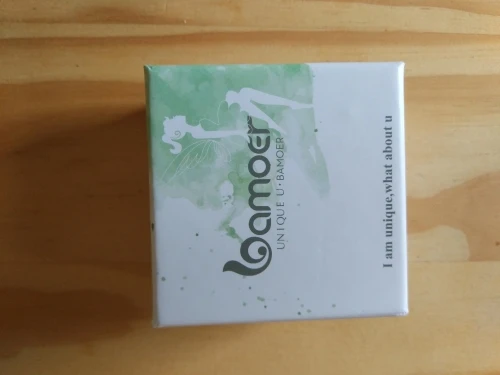 bamoer
UNIQUE U · BAMOER
I am unique,what about u